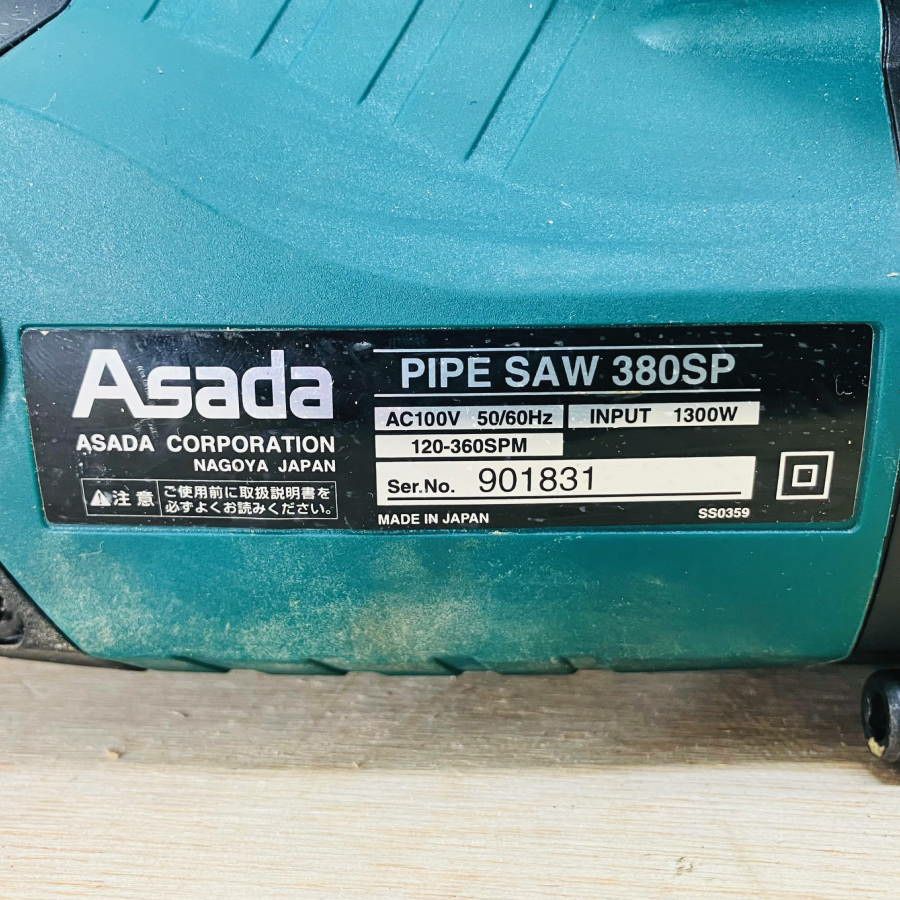 Asada
ASADA CORPORATION
NAGOYA JAPAN
注意
ご使用前に取扱説明書を
必ずよくお読みください。
PIPE SAW 380SP
AC100V 50/60Hz
INPUT 1300W
120-360SPM
Ser.No. 901831
MADE IN JAPAN
SS0359